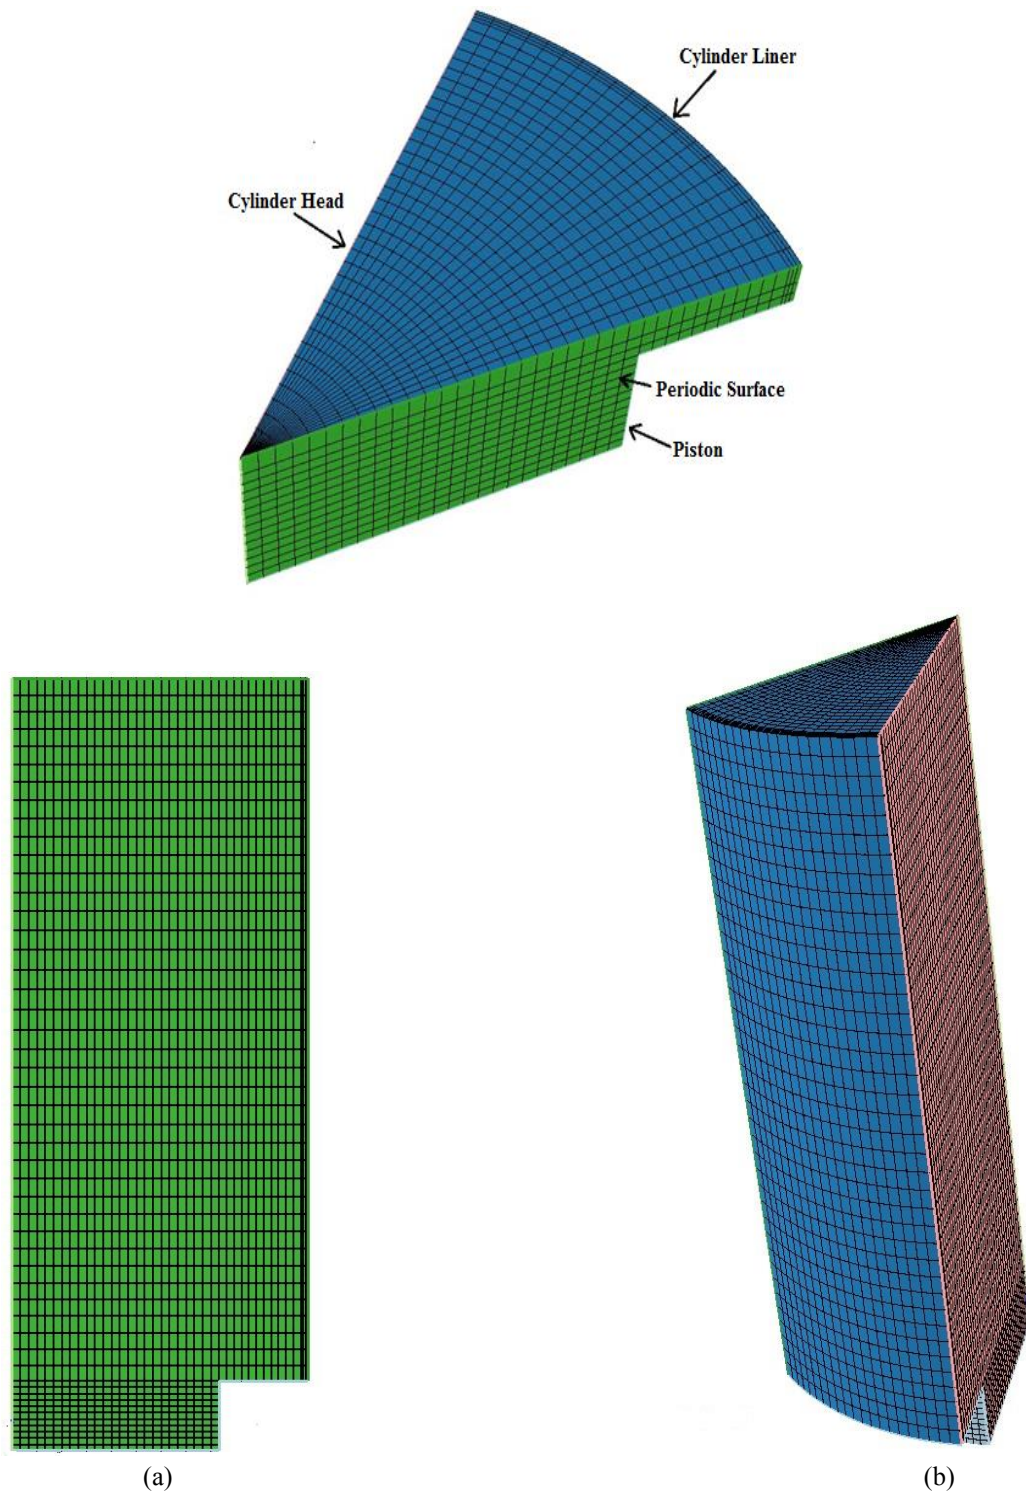 Cylinder Liner
Cylinder Head
Periodic Surface
Piston
(a)
(b)